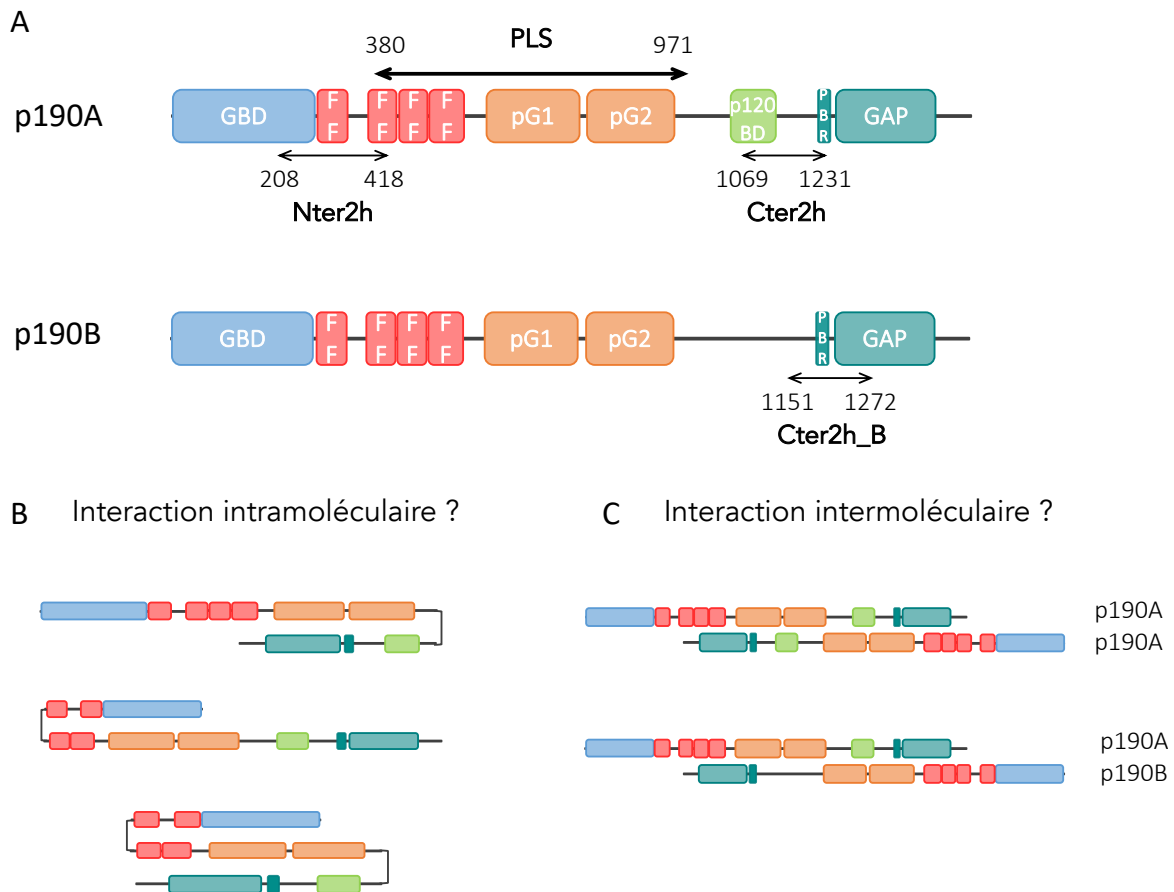 A
PLS
380 971
p190A
GBD F F F F F F F F pG1 pG2 p120 BD P B R GAP
208 418 1069 1231
Nter2h Cter2h
p190B
GBD F F F F F F F F pG1 pG2 P B R GAP
1151 1272
Cter2h_B
B Interaction intramoléculaire ?
C Interaction intermoléculaire ?
p190A
p190A
p190A
p190B